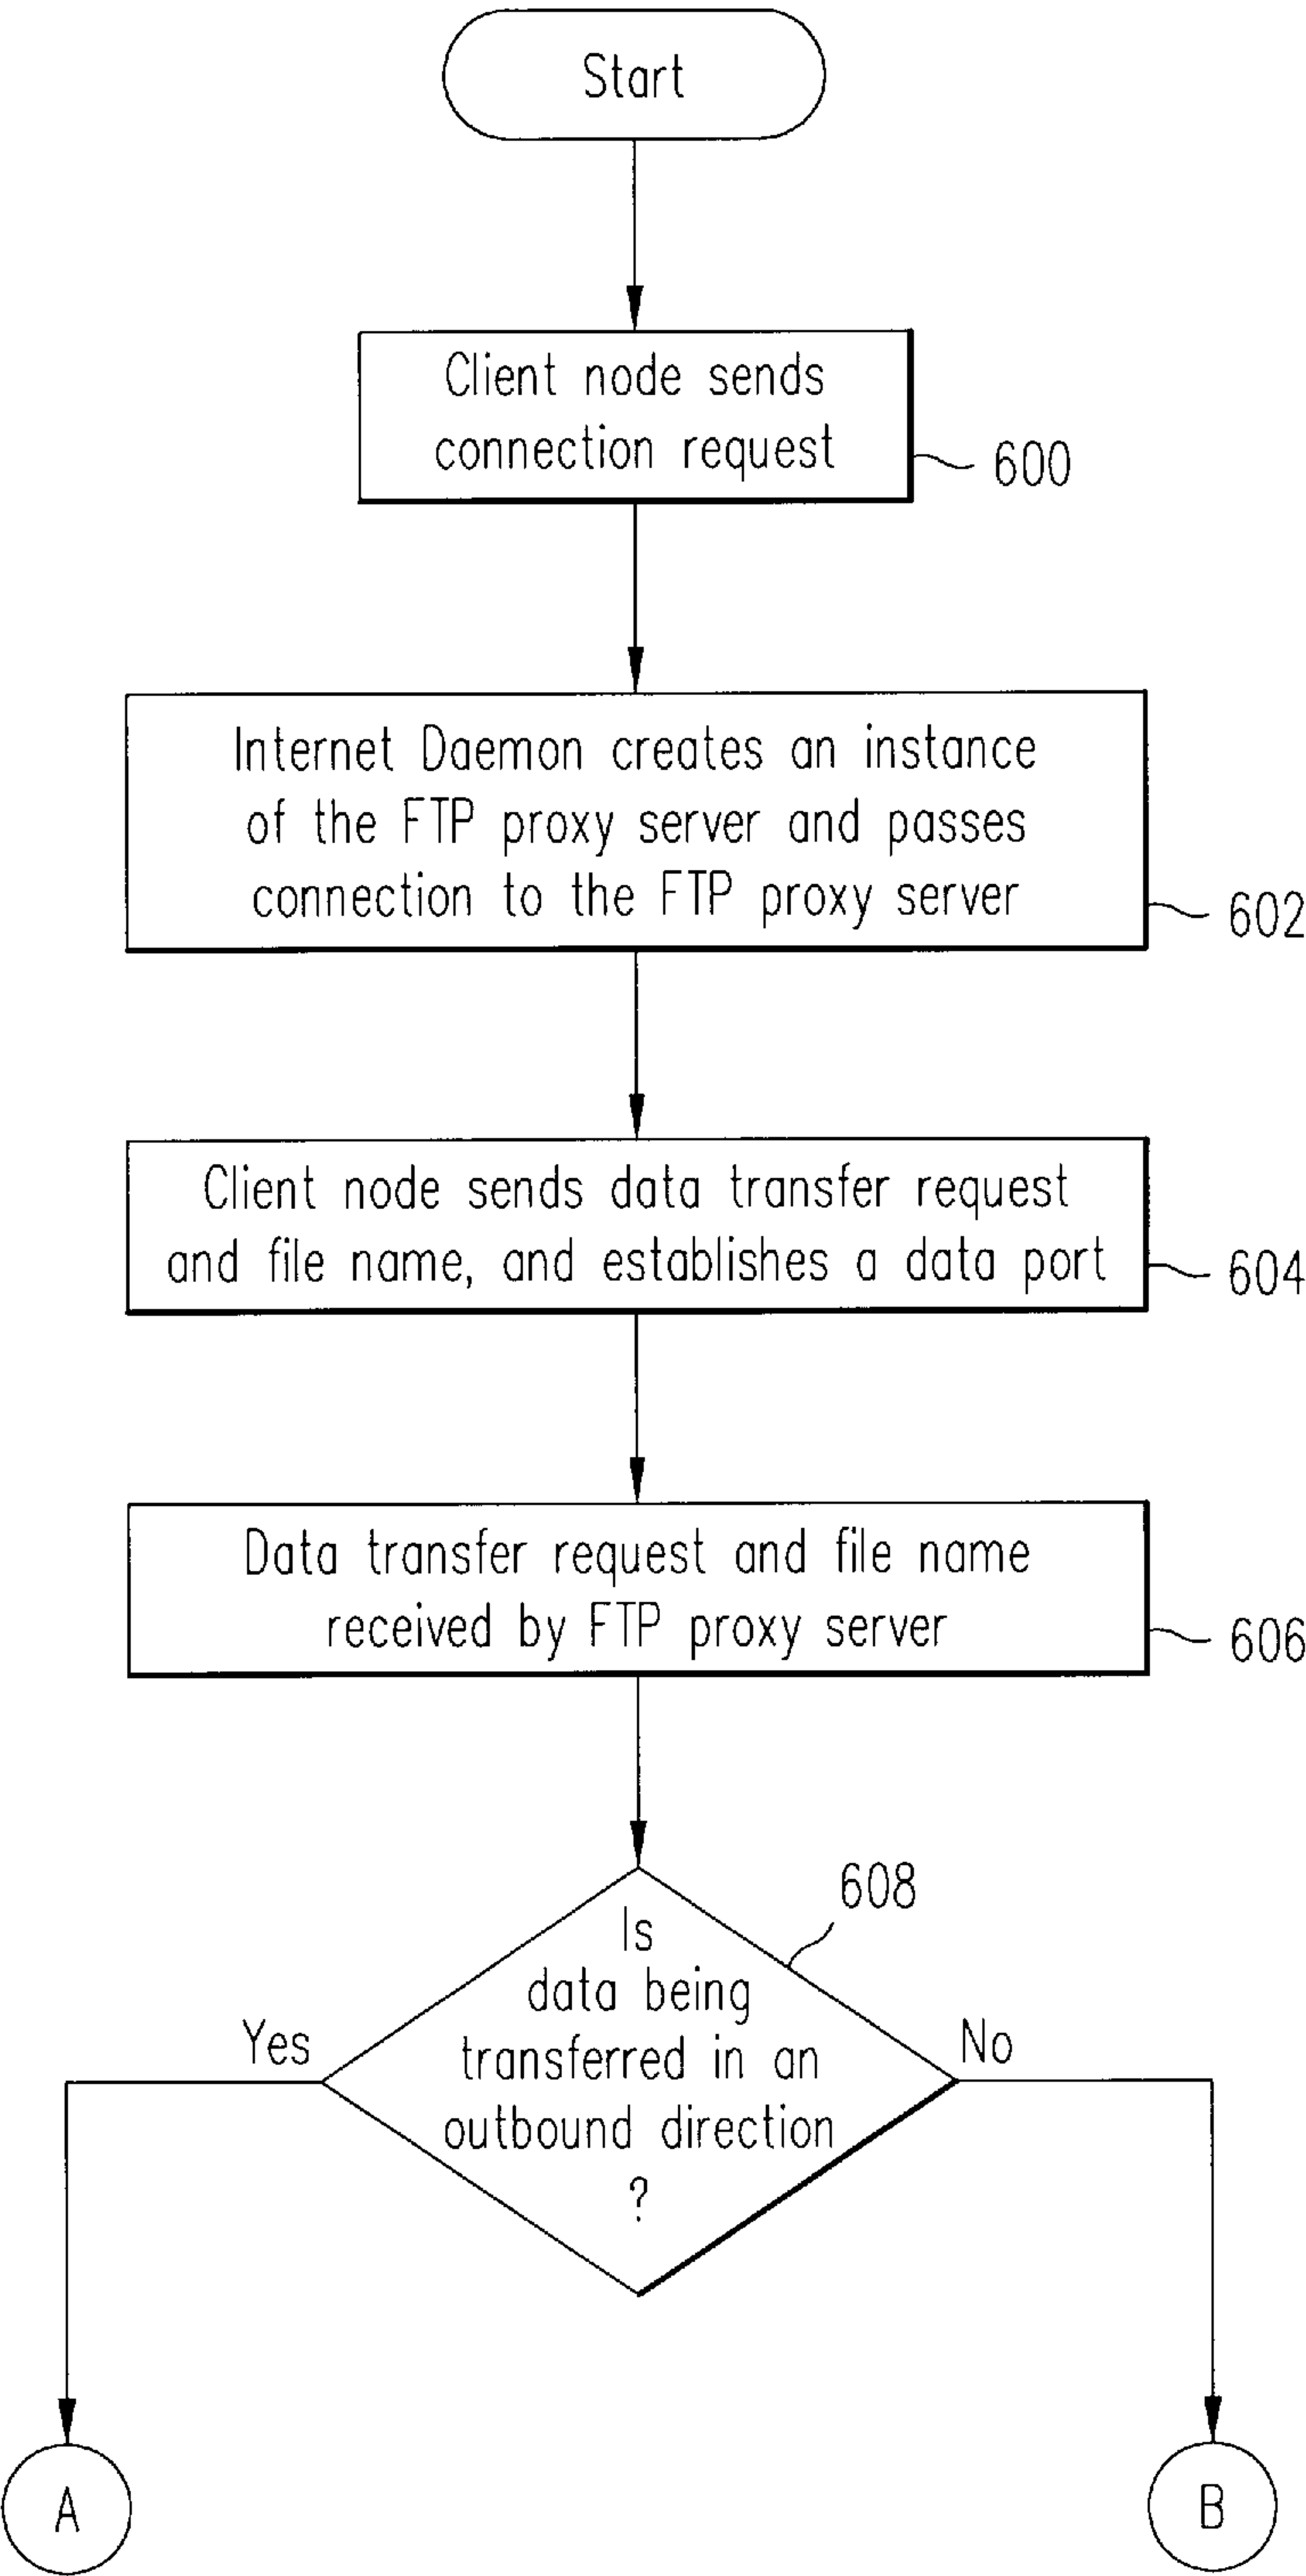 Start
Client node sends
connection request
600
Internet Daemon creates an instance
of the FTP proxy server and passes
connection to the FTP proxy server
602
Client node sends data transfer request
and file name, and establishes a data port
604
Data transfer request and file name
received by FTP proxy server
606
608
Is
data being
transferred in an
outbound direction
?
Yes
No
A
B